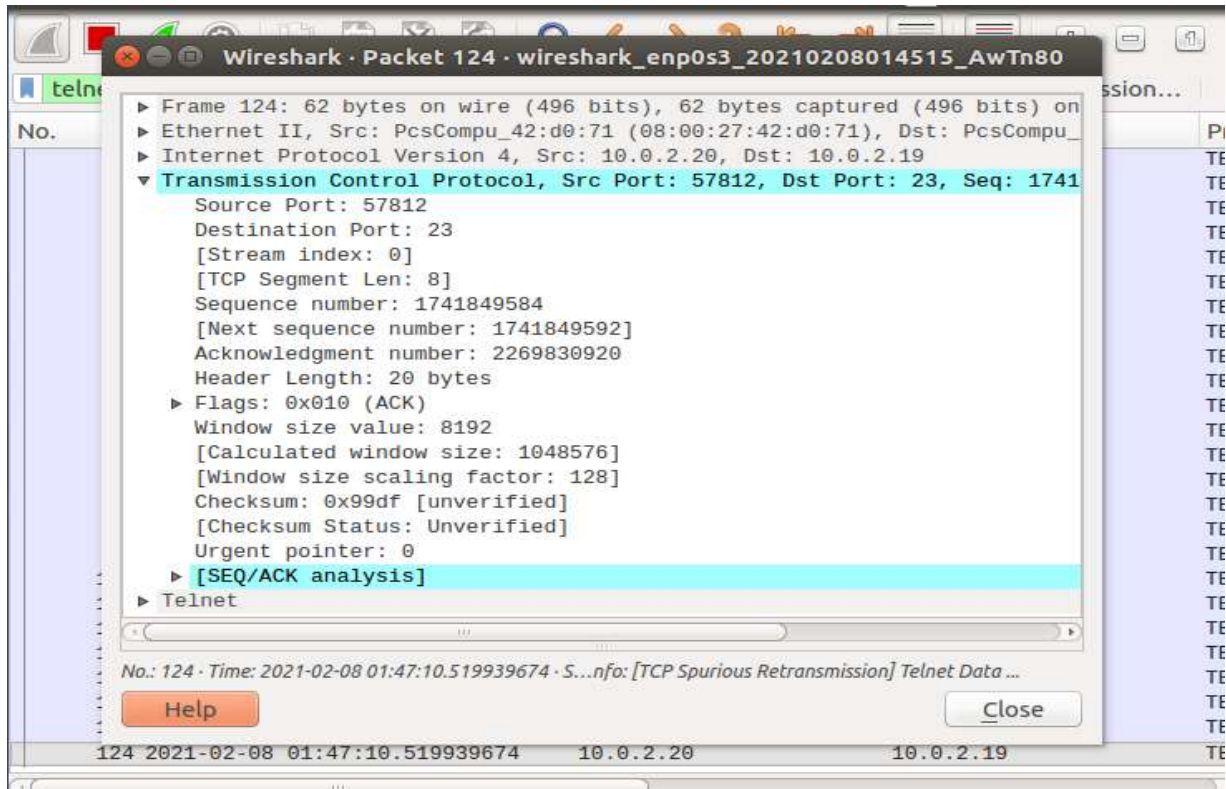 Wireshark · Packet 124 · wireshark_enp0s3_20210208014515_AwTn80
teln
ssion...
Frame 124: 62 bytes on wire (496 bits), 62 bytes captured (496 bits) on
Ethernet II, Src: PcsCompu_42:d0:71 (08:00:27:42:d0:71), Dst: PcsCompu_
No.
Internet Protocol Version 4, Src: 10.0.2.20, Dst: 10.0.2.19
Transmission Control Protocol, Src Port: 57812, Dst Port: 23, Seq: 1741
Source Port: 57812
Destination Port: 23
[Stream index: 0]
[TCP Segment Len: 8]
Sequence number: 1741849584
[Next sequence number: 1741849592]
Acknowledgment number: 2269830920
Header Length: 20 bytes
Flags: 0x010 (ACK)
Window size value: 8192
[Calculated window size: 1048576]
[Window size scaling factor: 128]
Checksum: 0x99df [unverified]
[Checksum Status: Unverified]
Urgent pointer: 0
[SEQ/ACK analysis]
Telnet
No.: 124 · Time: 2021-02-08 01:47:10.519939674 · S...nfo: [TCP Spurious Retransmission] Telnet Data ...
Help
Close
124 2021-02-08 01:47:10.519939674 10.0.2.20 10.0.2.19 TE